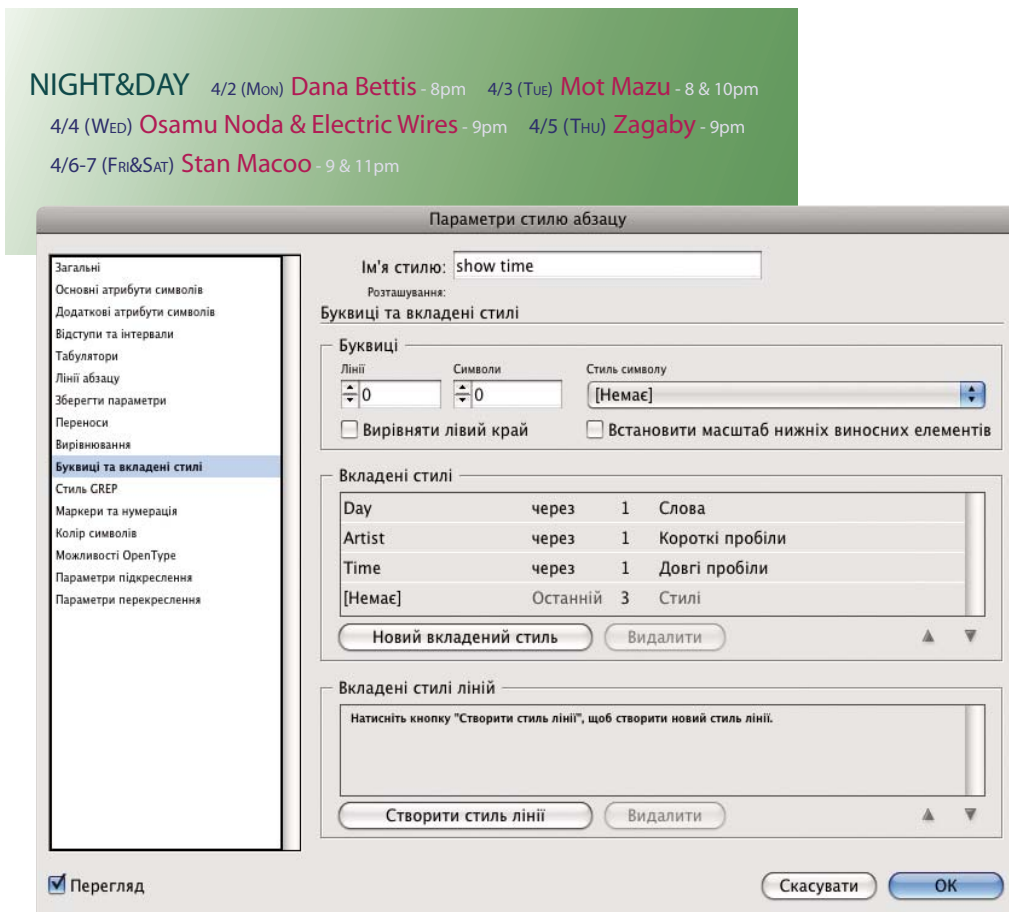 NIGHT&DAY 4/2 (Mon) Dana Bettis - 8pm 4/3 (Tue) Mot Mazu - 8 & 10pm
4/4 (Wed) Osamu Noda & Electric Wires - 9pm 4/5 (Thu) Zagaby - 9pm
4/6-7 (Fri&Sat) Stan Macoo - 9 & 11pm
Параметри стилю абзацу
Загальні
Основні атрибути символів
Додаткові атрибути символів
Відступи та інтервали
Табулятори
Лінії абзацу
Зберегти параметри
Переноси
Вирівнювання
Буквиці та вкладені стилі
Стиль GREP
Маркери та нумерація
Колір символів
Можливості OpenType
Параметри підкреслення
Параметри перекреслення
Ім'я стилю: show time
Розташування:
Буквиці та вкладені стилі
Буквиці
Лінії Символи Стиль символу
0 0 [Немає]
Вирівняти лівий край Встановити масштаб нижніх виносних елементів
Вкладені стилі
Day через 1 Слова
Artist через 1 Короткі пробіли
Time через 1 Довгі пробіли
[Немає] Останній 3 Стилі
Новий вкладений стиль Видалити
Вкладені стилі ліній
Натисніть кнопку "Створити стиль лінії", щоб створити новий стиль лінії.
Створити стиль лінії Видалити
Перегляд Скасувати OK